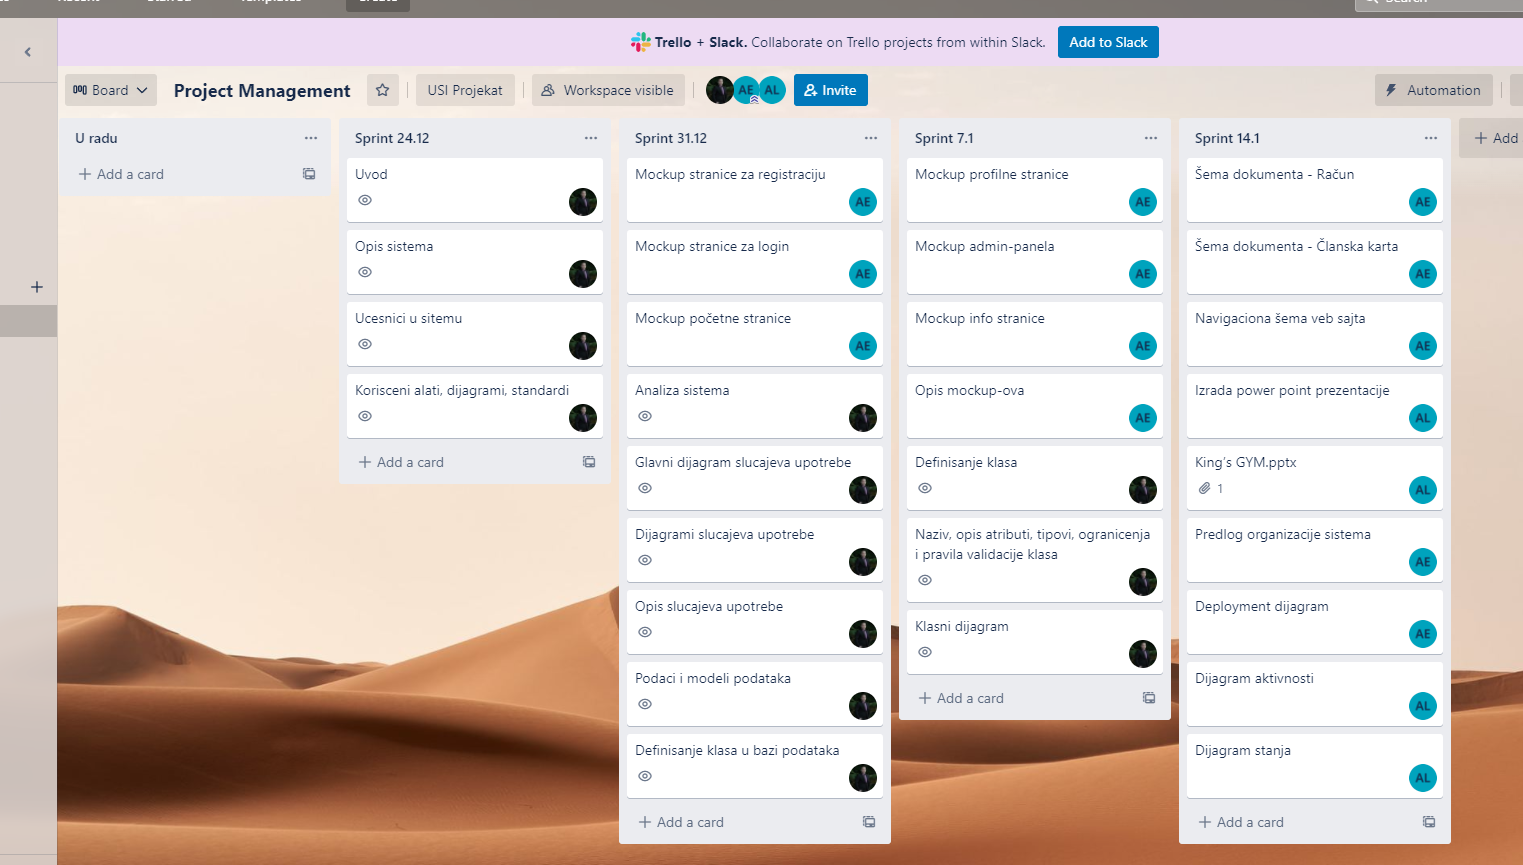 Trello + Slack. Collaborate on Trello projects from within Slack.
Add to Slack
Board
Project Management
USI Projekat
Workspace visible
AE
AL
Invite
Automation
U radu
Add a card
Sprint 24.12
Uvod
Opis sistema
Ucesnici u sitemu
Korisceni alati, dijagrami, standardi
Add a card
Sprint 31.12
Mockup stranice za registraciju
AE
Mockup stranice za login
AE
Mockup početne stranice
AE
Analiza sistema
Glavni dijagram slucajeva upotrebe
Dijagrami slucajeva upotrebe
Opis slucajeva upotrebe
Podaci i modeli podataka
Definisanje klasa u bazi podataka
Add a card
Sprint 7.1
Mockup profilne stranice
AE
Mockup admin-panela
AE
Mockup info stranice
AE
Opis mockup-ova
AE
Definisanje klasa
Naziv, opis atributi, tipovi, ogranicenja
i pravila validacije klasa
Klasni dijagram
Add a card
Sprint 14.1
Šema dokumenta - Račun
AE
Šema dokumenta - Članska karta
AE
Navigaciona šema veb sajta
AE
Izrada power point prezentacije
AL
King’s GYM.pptx
1
AL
Predlog organizacije sistema
AE
Deployment dijagram
AE
Dijagram aktivnosti
AL
Dijagram stanja
AL
Add a card
Add